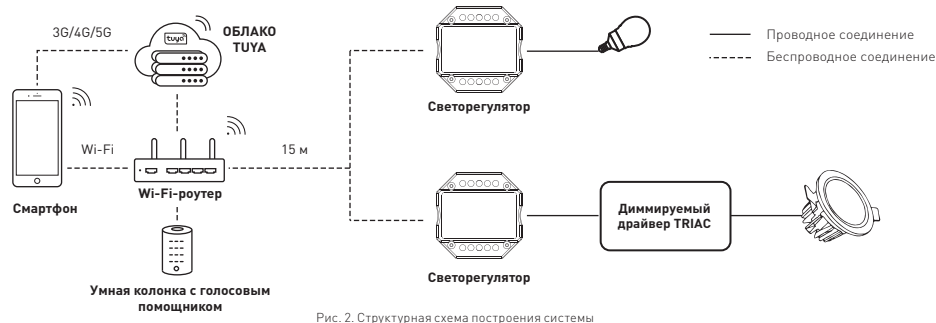 3G/4G/5G
tuya
ОБЛАКО
TUYA
Проводное соединение
Беспроводное соединение
Светорегулятор
Wi-Fi
15 м
Wi-Fi-роутер
Смартфон
Диммируемый
драйвер TRIAC
Светорегулятор
Умная колонка с голосовым
помощником
Рис. 2. Структурная схема построения системы